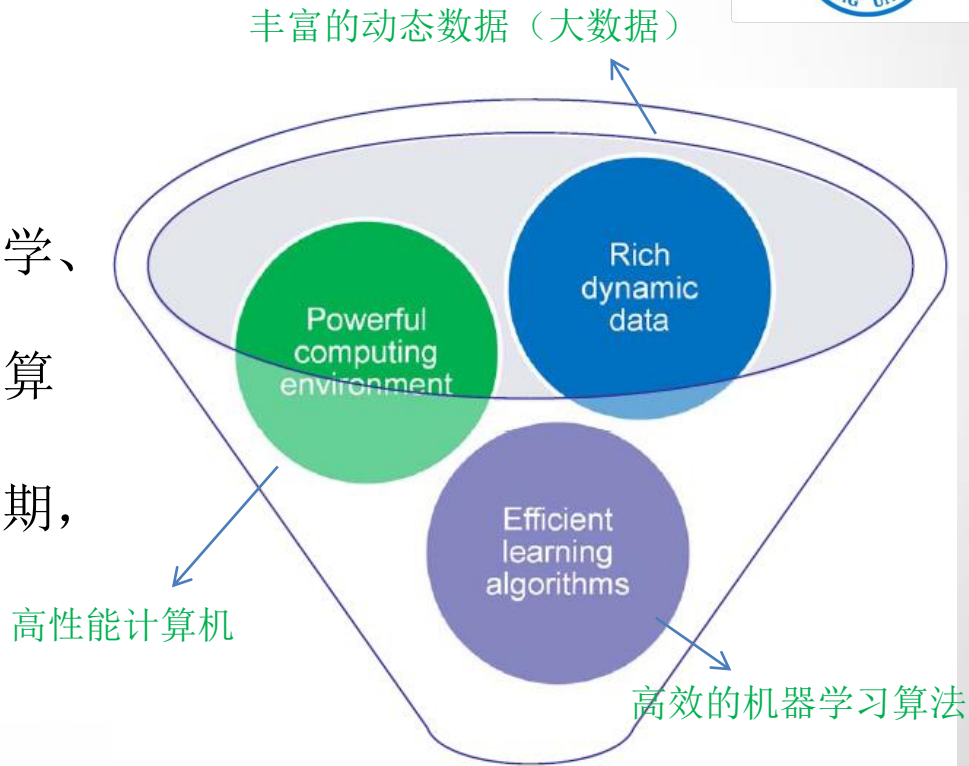 丰富的动态数据（大数据）
学、
算
期，
Rich
dynamic
data
Powerful
computing
environment
Efficient
learning
algorithms
高性能计算机
高效的机器学习算法